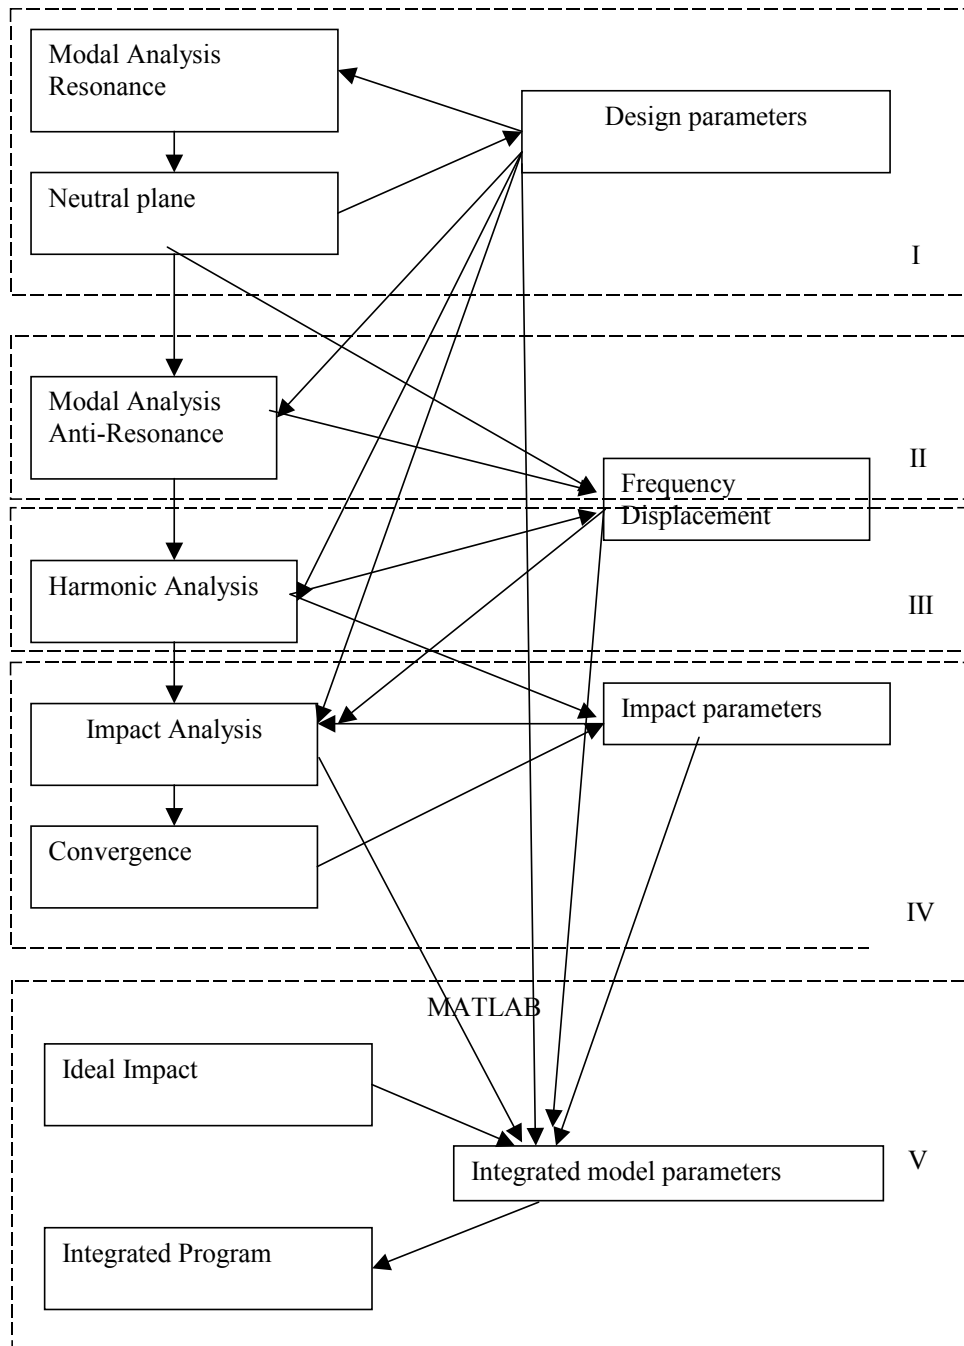 Modal Analysis
Resonance
Design parameters
Neutral plane
I
Modal Analysis
Anti-Resonance
II
Frequency
Displacement
Harmonic Analysis
III
Impact Analysis
Impact parameters
Convergence
IV
MATLAB
Ideal Impact
Integrated model parameters
V
Integrated Program